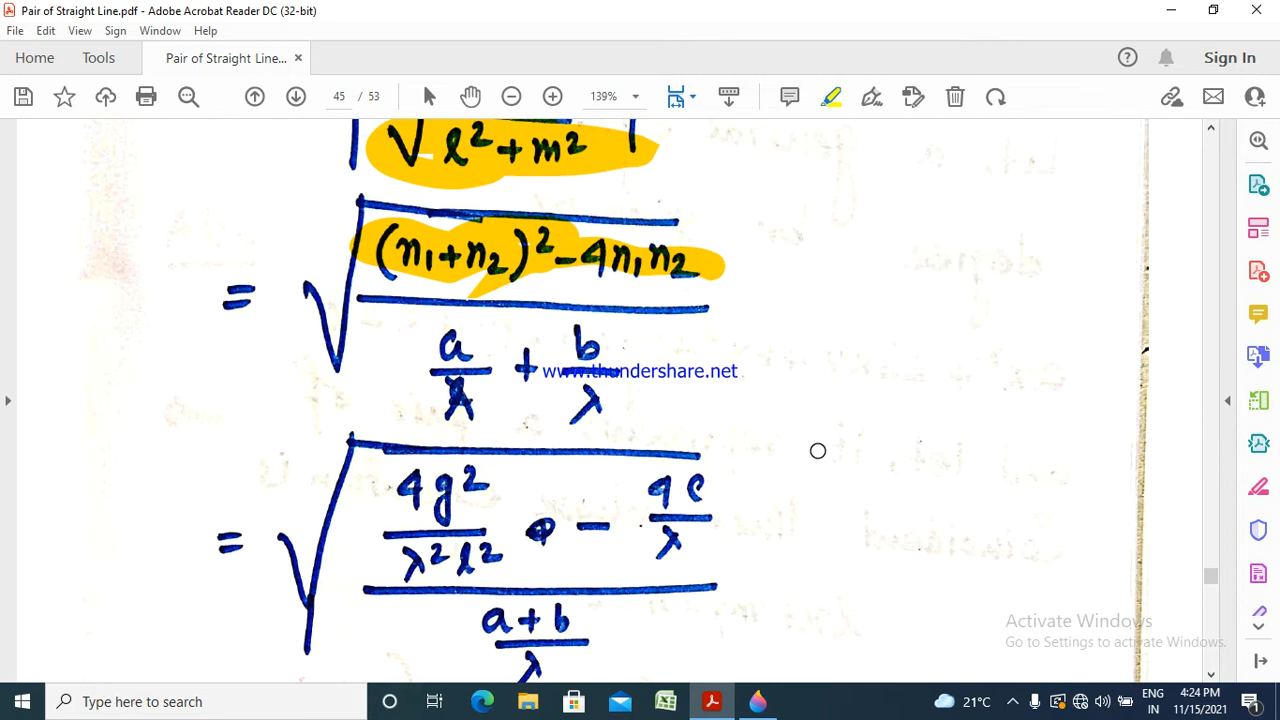 Pair of Straight Line.pdf - Adobe Acrobat Reader DC (32-bit)
File Edit View Sign Window Help
Home Tools Pair of Straight Line... × Sign In
45 / 53 139%
√ l² + m²
= √ (n₁+n₂)² - 4n₁n₂
a/λ + b/λ
www.thundershare.net
= √ 4g²/λ²l² - 4c/λ
a+b/λ
Activate Windows
Go to Settings to activate Windows.
Type here to search
21°C ENG 4:24 PM
IN 11/15/2021